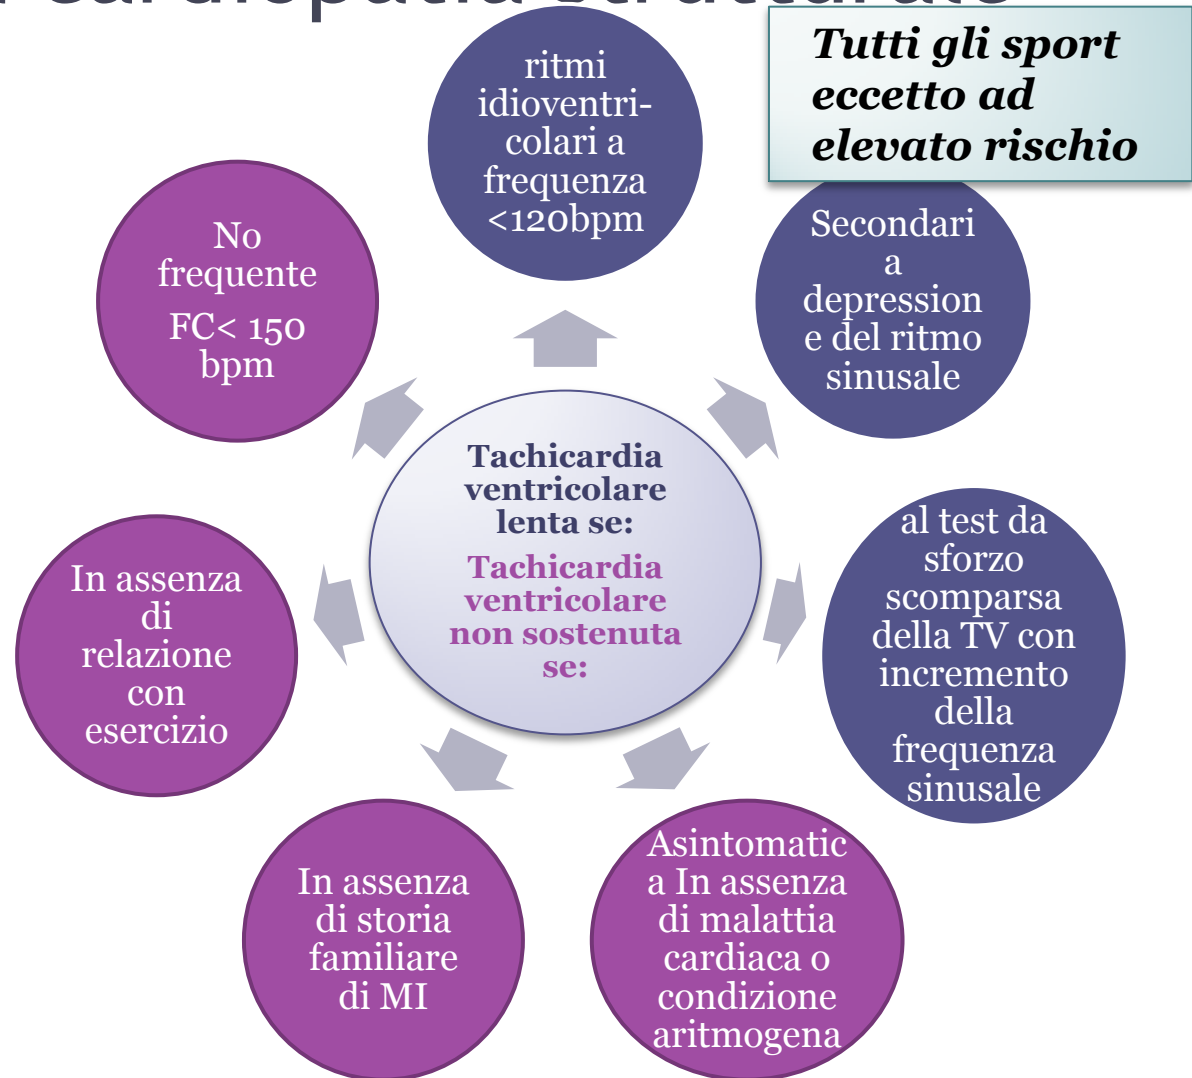 cardiopatia strutturale
Tutti gli sport
eccetto ad
elevato rischio
ritmi
idioventri-
colari a
frequenza
<120bpm
Secondari
a
depression
e del ritmo
sinusale
al test da
sforzo
scomparsa
della TV con
incremento
della
frequenza
sinusale
Asintomatic
a In assenza
di malattia
cardiaca o
condizione
aritmogena
In assenza
di storia
familiare
di MI
In assenza
di
relazione
con
esercizio
No
frequente
FC< 150
bpm
Tachicardia
ventricolare
lenta se:
Tachicardia
ventricolare
non sostenuta
se: